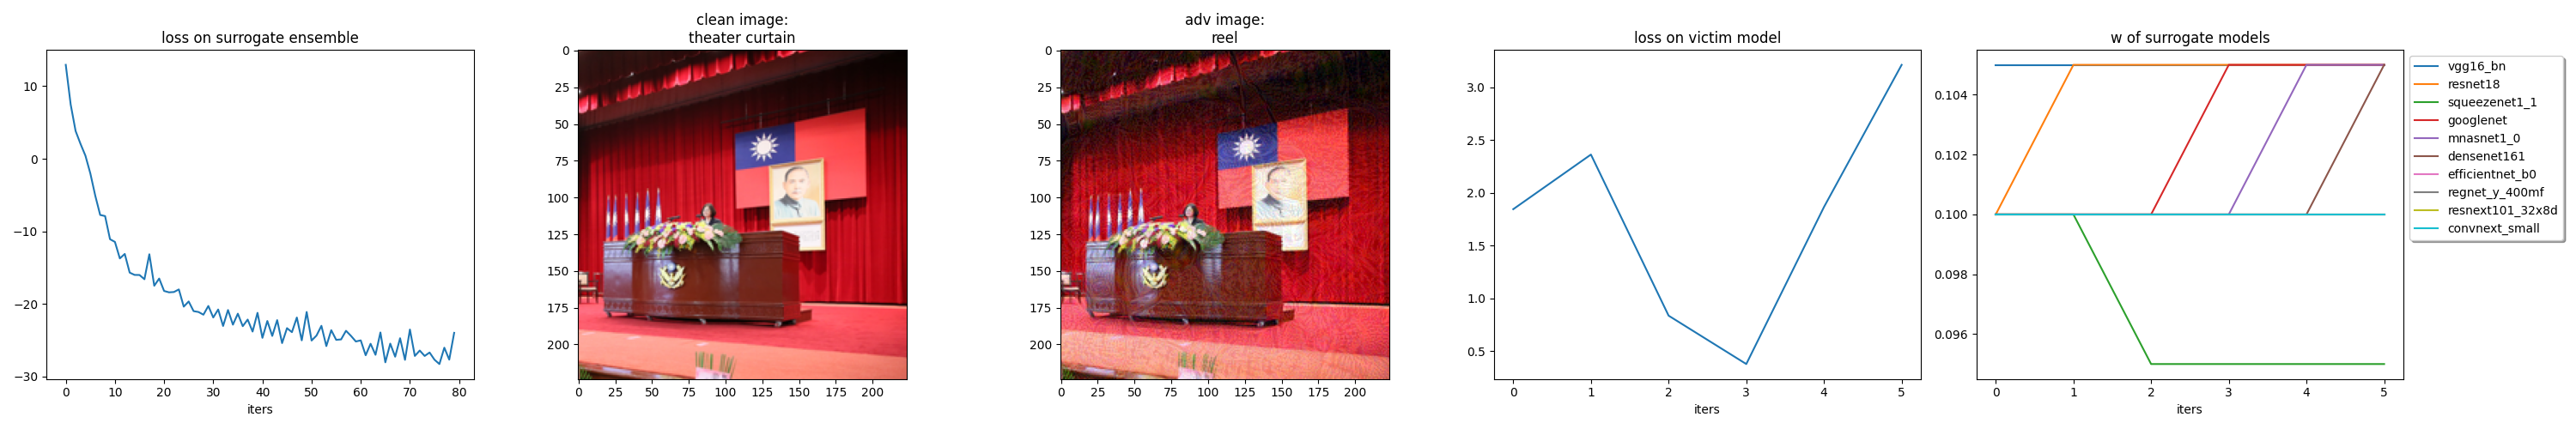 loss on surrogate ensemble
10
0
−10
−20
−30
0 10 20 30 40 50 60 70 80
iters
clean image:
theater curtain
0
25
50
75
100
125
150
175
200
0 25 50 75 100 125 150 175 200
adv image:
reel
0
25
50
75
100
125
150
175
200
0 25 50 75 100 125 150 175 200
loss on victim model
3.0
2.5
2.0
1.5
1.0
0.5
0 1 2 3 4 5
iters
w of surrogate models
0.104
0.102
0.100
0.098
0.096
0 1 2 3 4 5
iters
vgg16_bn
resnet18
squeezenet1_1
googlenet
mnasnet1_0
densenet161
efficientnet_b0
regnet_y_400mf
resnext101_32x8d
convnext_small